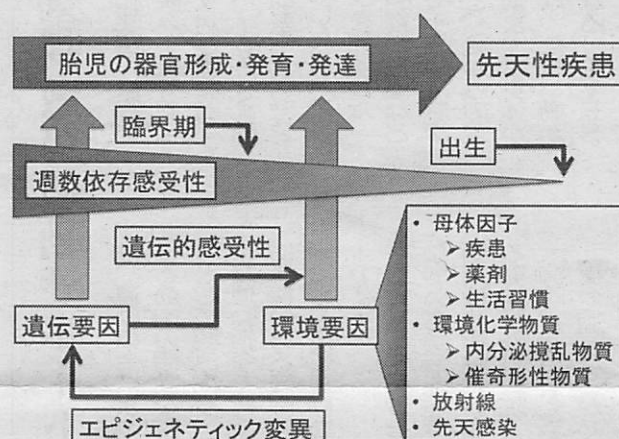 胎児の器官形成・発育・発達
先天性疾患
臨界期
出生
週数依存感受性
遺伝的感受性
遺伝要因
環境要因
エピジェネティック変異
・ 母体因子
➢ 疾患
➢ 薬剤
➢ 生活習慣
・ 環境化学物質
➢ 内分泌撹乱物質
➢ 催奇形性物質
・ 放射線
・ 先天感染